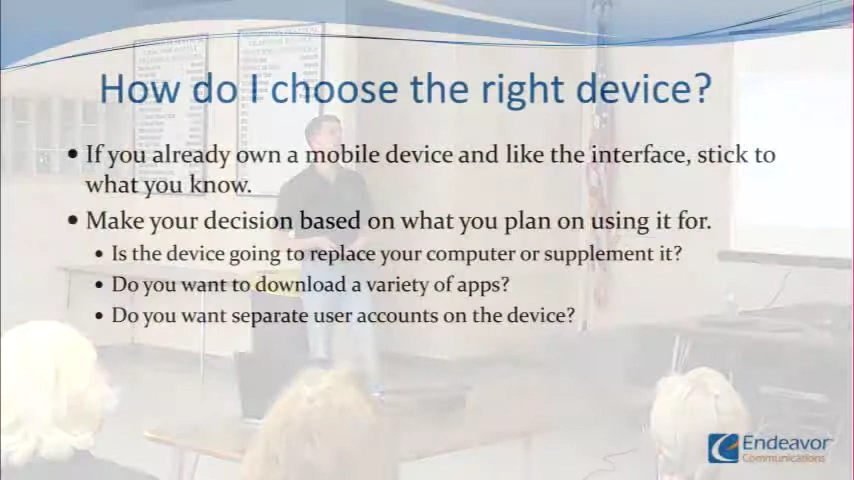 How do I choose the right device?
• If you already own a mobile device and like the interface, stick to
what you know.
• Make your decision based on what you plan on using it for.
• Is the device going to replace your computer or supplement it?
• Do you want to download a variety of apps?
• Do you want separate user accounts on the device?
Endeavor
Communications